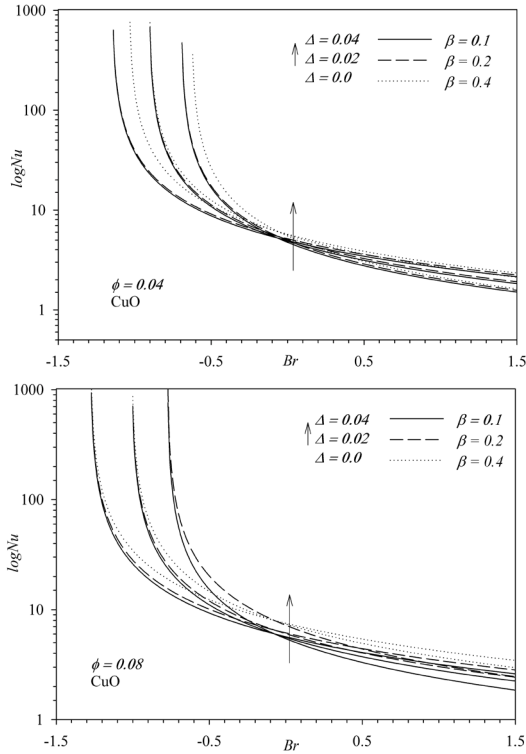 1000
100
10
1
logNu
Δ = 0.04
Δ = 0.02
Δ = 0.0
β = 0.1
β = 0.2
β = 0.4
ϕ = 0.04
CuO
-1.5 -0.5 0.5 1.5
Br
1000
100
10
1
logNu
Δ = 0.04
Δ = 0.02
Δ = 0.0
β = 0.1
β = 0.2
β = 0.4
ϕ = 0.08
CuO
-1.5 -0.5 0.5 1.5
Br